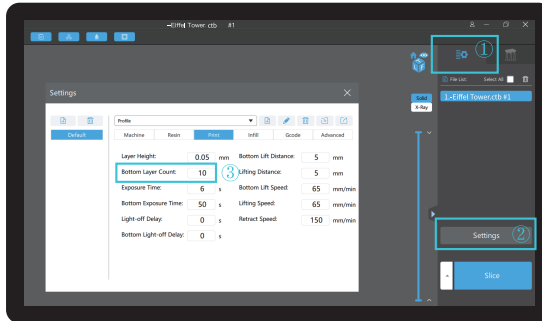 -Eiffel Tower.ctb #1
①
File List: Select All
1.-Eiffel Tower.ctb #1
Solid
X-Ray
Settings
Profile
Default
Machine Resin Print Infill Gcode Advanced
Layer Height: 0.05 mm Bottom Lift Distance: 5 mm
Bottom Layer Count: 10 ③ Lifting Distance: 5 mm
Exposure Time: 6 s Bottom Lift Speed: 65 mm/min
Bottom Exposure Time: 50 s Lifting Speed: 65 mm/min
Light-off Delay: 0 s Retract Speed: 150 mm/min
Bottom Light-off Delay: 0 s
Settings ②
Slice